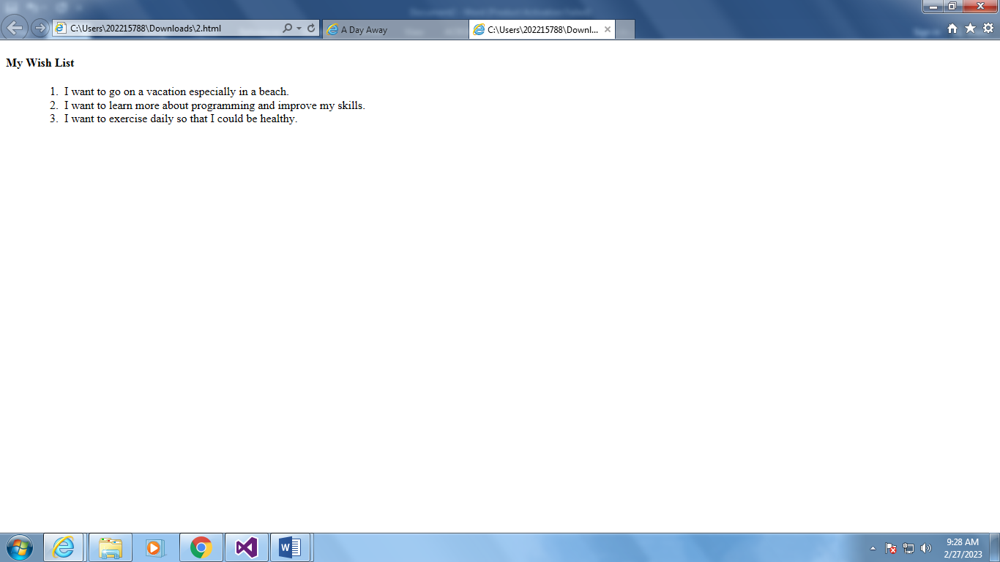 C:\Users\202215788\Downloads\2.html
A Day Away
C:\Users\202215788\Downl...
My Wish List
1. I want to go on a vacation especially in a beach.
2. I want to learn more about programming and improve my skills.
3. I want to exercise daily so that I could be healthy.
9:28 AM
2/27/2023